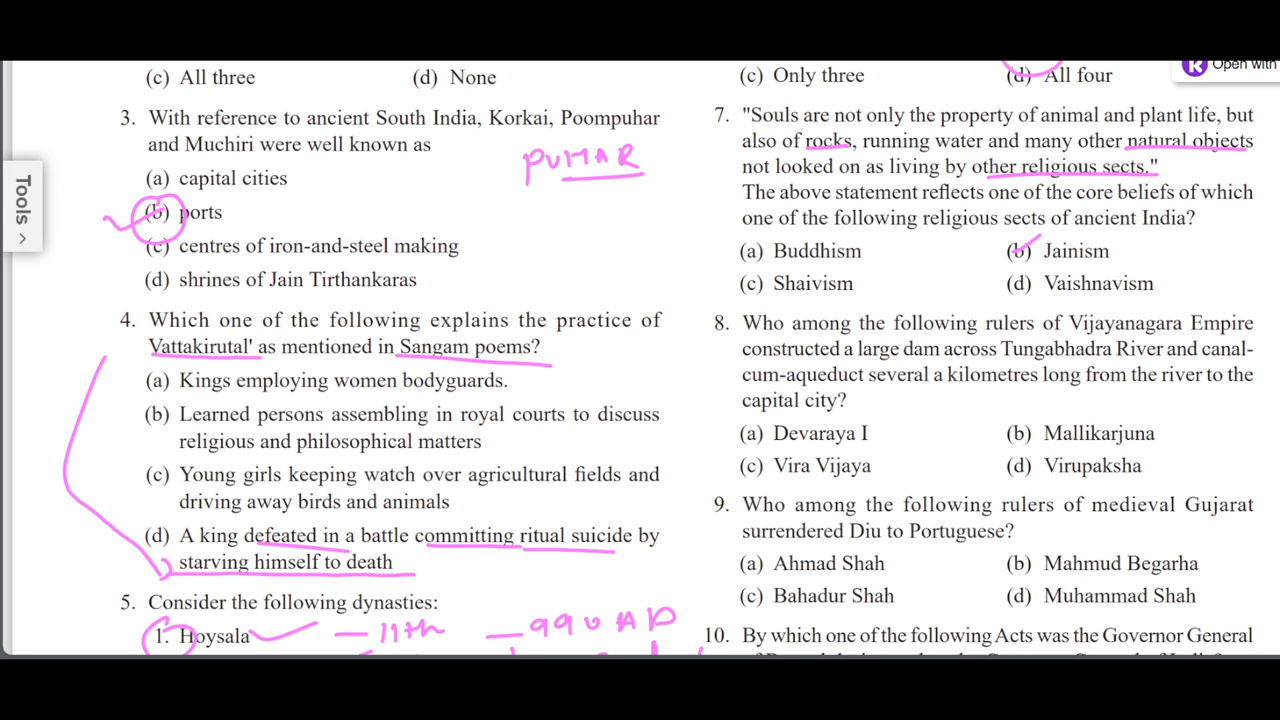 Tools
Open with
(c) All three (d) None
3. With reference to ancient South India, Korkai, Poompuhar
and Muchiri were well known as
PUHAR
(a) capital cities
(b) ports
(c) centres of iron-and-steel making
(d) shrines of Jain Tirthankaras
4. Which one of the following explains the practice of
Vattakirutal' as mentioned in Sangam poems?
(a) Kings employing women bodyguards.
(b) Learned persons assembling in royal courts to discuss
religious and philosophical matters
(c) Young girls keeping watch over agricultural fields and
driving away birds and animals
(d) A king defeated in a battle committing ritual suicide by
starving himself to death
5. Consider the following dynasties:
1. Hoysala — 11th — 990 AD
(c) Only three (d) All four
7. "Souls are not only the property of animal and plant life, but
also of rocks, running water and many other natural objects
not looked on as living by other religious sects."
The above statement reflects one of the core beliefs of which
one of the following religious sects of ancient India?
(a) Buddhism (b) Jainism
(c) Shaivism (d) Vaishnavism
8. Who among the following rulers of Vijayanagara Empire
constructed a large dam across Tungabhadra River and canal-
cum-aqueduct several a kilometres long from the river to the
capital city?
(a) Devaraya I (b) Mallikarjuna
(c) Vira Vijaya (d) Virupaksha
9. Who among the following rulers of medieval Gujarat
surrendered Diu to Portuguese?
(a) Ahmad Shah (b) Mahmud Begarha
(c) Bahadur Shah (d) Muhammad Shah
10. By which one of the following Acts was the Governor General